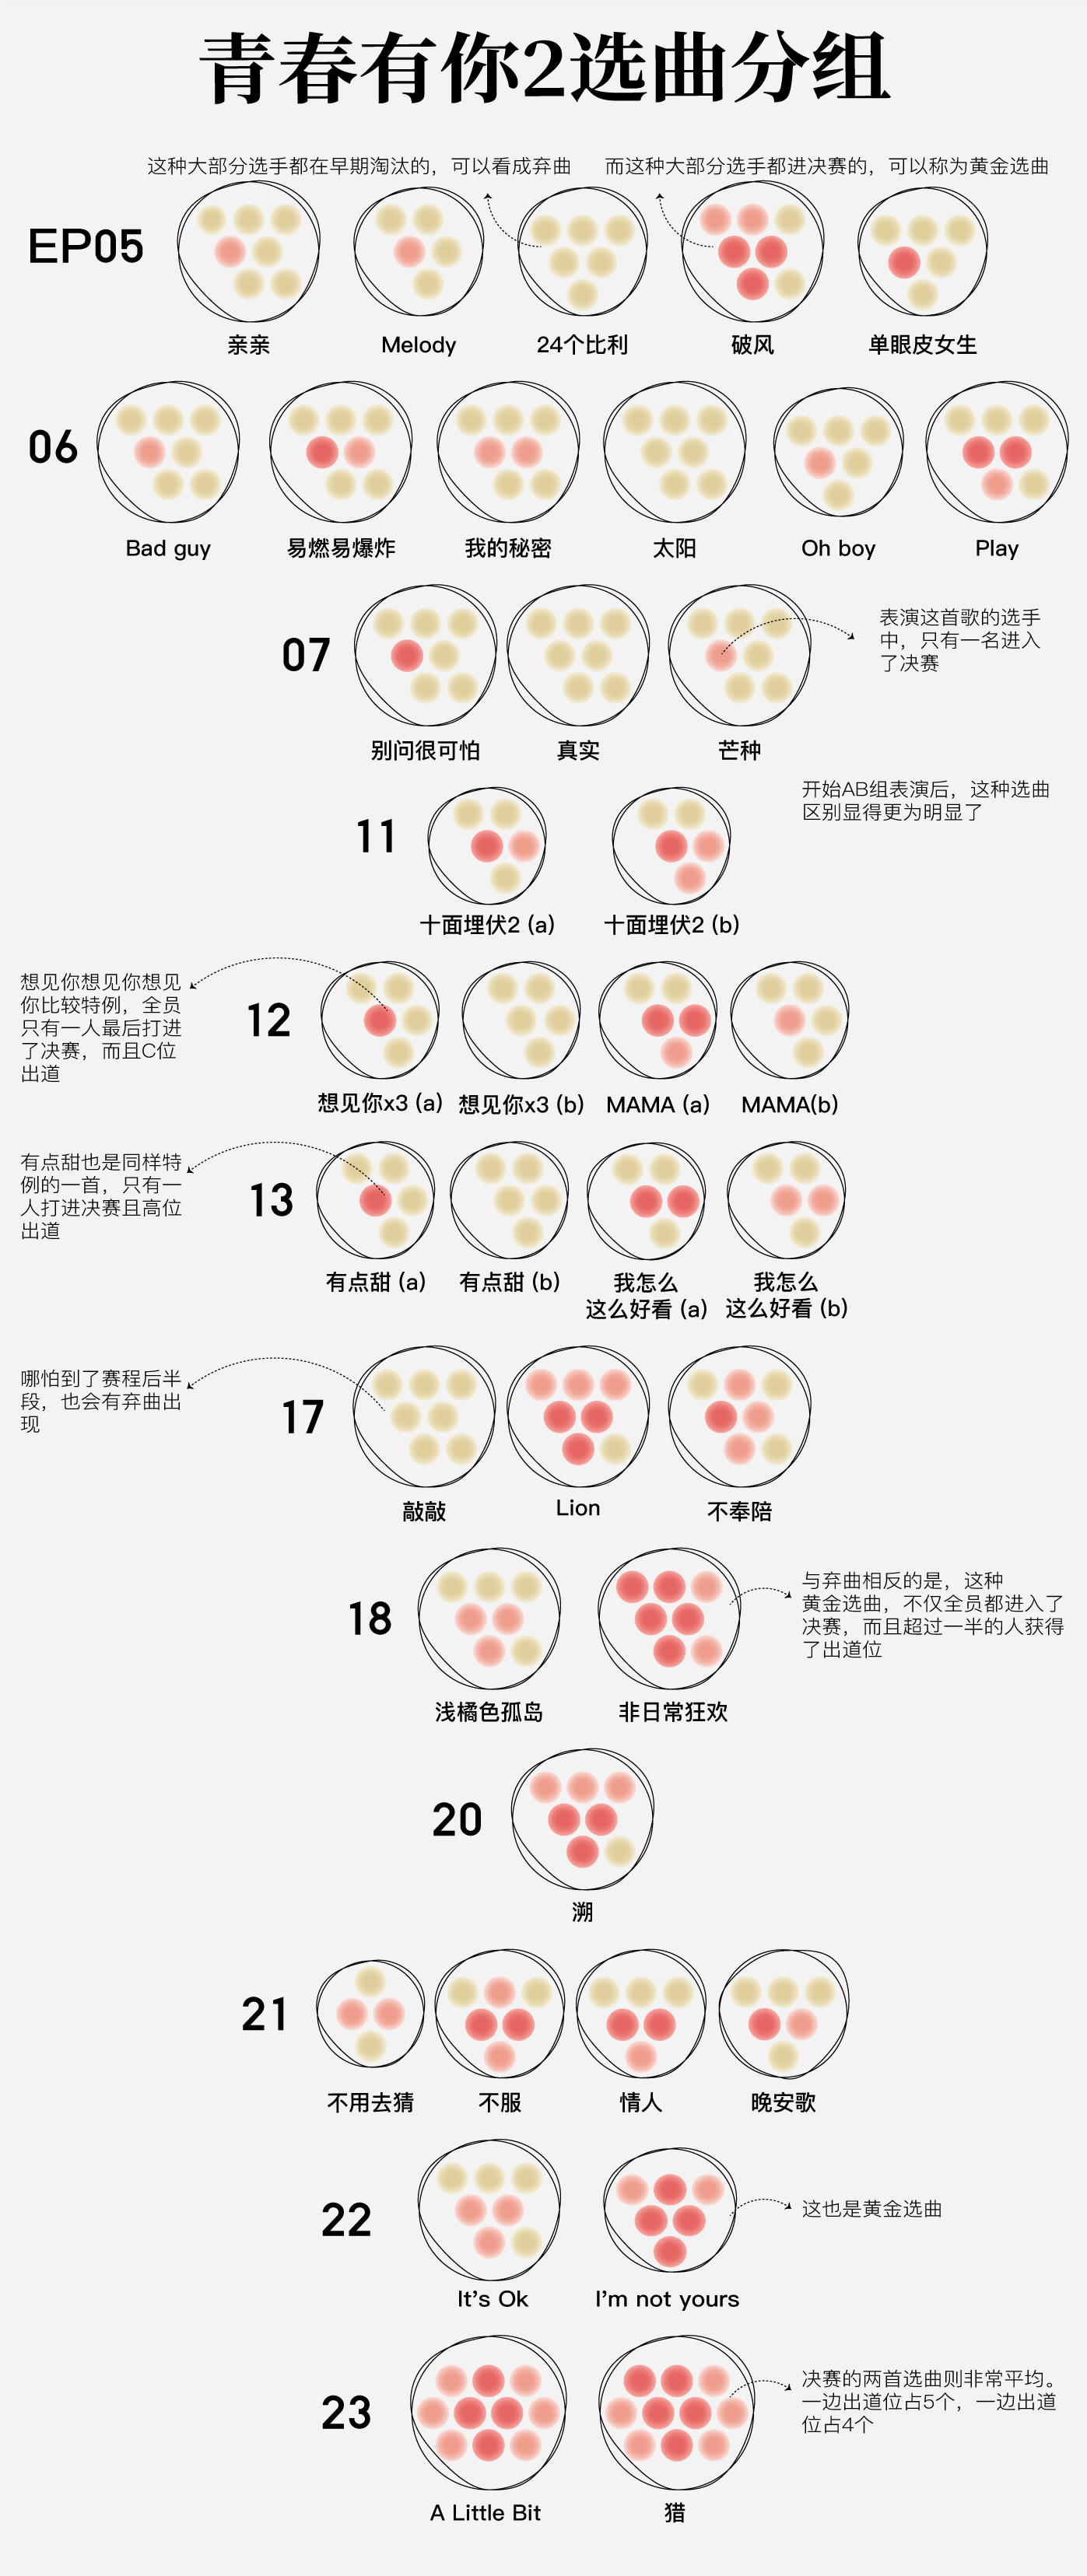 青春有你2选曲分组
这种大部分选手都在早期淘汰的，可以看成弃曲
而这种大部分选手都进决赛的，可以称为黄金选曲
EP05
亲亲
Melody
24个比利
破风
单眼皮女生
06
Bad guy
易燃易爆炸
我的秘密
太阳
Oh boy
Play
07
别问很可怕
真实
芒种
表演这首歌的选手
中，只有一名进入
了决赛
开始AB组表演后，这种选曲
区别显得更为明显了
11
十面埋伏2 (a)
十面埋伏2 (b)
想见你想见你想见
你比较特例，全员
只有一人最后打进
了决赛，而且C位
出道
12
想见你x3 (a)
想见你x3 (b)
MAMA (a)
MAMA(b)
有点甜也是同样特
例的一首，只有一
人打进决赛且高位
出道
13
有点甜 (a)
有点甜 (b)
我怎么
这么好看 (a)
我怎么
这么好看 (b)
哪怕到了赛程后半
段，也会有弃曲出
现
17
敲敲
Lion
不奉陪
18
浅橘色孤岛
非日常狂欢
与弃曲相反的是，这种
黄金选曲，不仅全员都进入了
决赛，而且超过一半的人获得
了出道位
20
溯
21
不用去猜
不服
情人
晚安歌
22
It's Ok
I'm not yours
这也是黄金选曲
23
A Little Bit
猎
决赛的两首选曲则非常平均。
一边出道位占5个，一边出道
位占4个